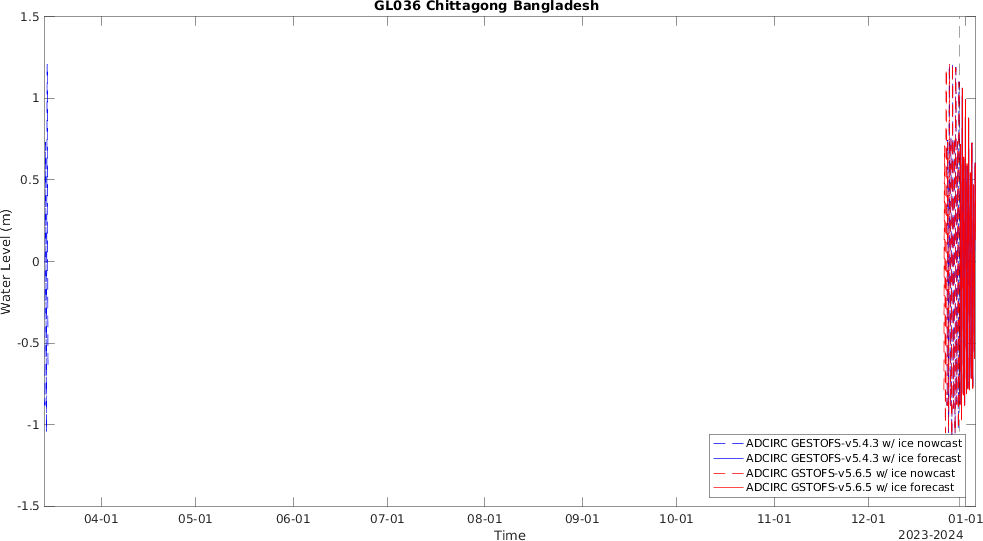 GL036 Chittagong Bangladesh
1.5
1
0.5
0
-0.5
-1
-1.5
Water Level (m)
04-01
05-01
06-01
07-01
08-01
09-01
10-01
11-01
12-01
01-01
Time
2023-2024
ADCIRC GESTOFS-v5.4.3 w/ ice nowcast
ADCIRC GESTOFS-v5.4.3 w/ ice forecast
ADCIRC GSTOFS-v5.6.5 w/ ice nowcast
ADCIRC GSTOFS-v5.6.5 w/ ice forecast